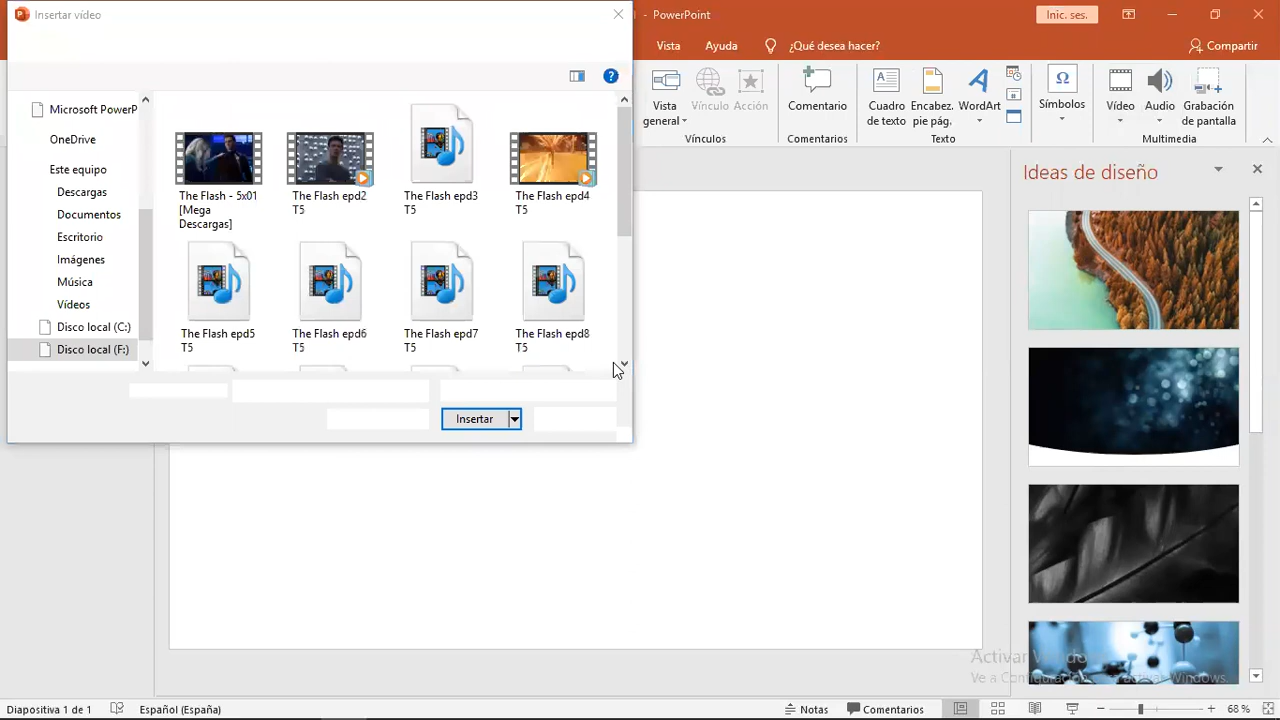 Insertar vídeo
- PowerPoint
Inic. ses.
Vista
Ayuda
¿Qué desea hacer?
Compartir
Microsoft PowerP
OneDrive
Este equipo
Descargas
Documentos
Escritorio
Imágenes
Música
Vídeos
Disco local (C:)
Disco local (F:)
The Flash - 5x01
[Mega
Descargas]
The Flash epd2
T5
The Flash epd3
T5
The Flash epd4
T5
The Flash epd5
T5
The Flash epd6
T5
The Flash epd7
T5
The Flash epd8
T5
Insertar
Vista
general
Vínculo
Acción
Vínculos
Comentario
Comentarios
Cuadro
de texto
Encabez.
pie pág.
WordArt
Texto
Símbolos
Vídeo
Audio
Grabación
de pantalla
Multimedia
Ideas de diseño
Activar Windows
Ve a Configuración para activar Windows.
Diapositiva 1 de 1
Español (España)
Notas
Comentarios
68 %